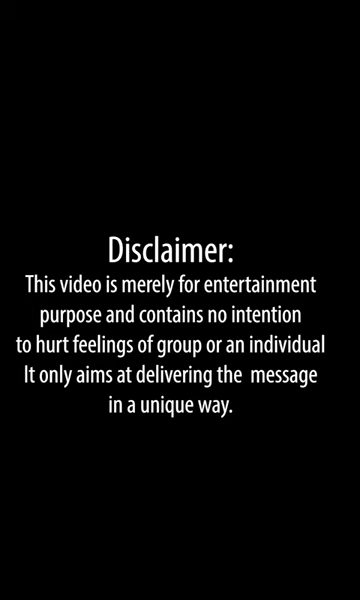 Disclaimer:
This video is merely for entertainment
purpose and contains no intention
to hurt feelings of group or an individual
It only aims at delivering the message
in a unique way.